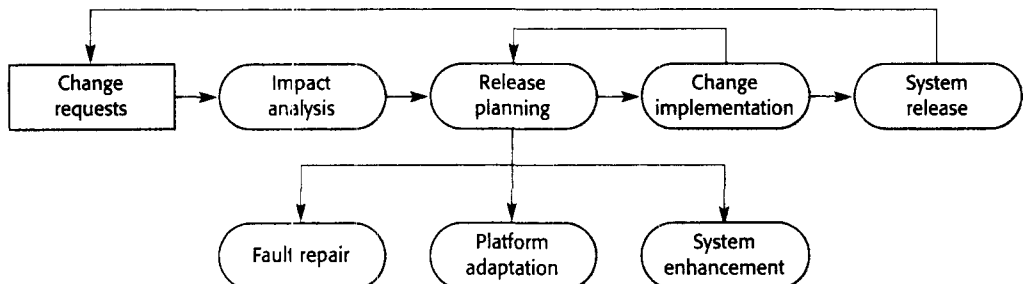 Change
requests
Impact
analysis
Release
planning
Change
implementation
System
release
Fault repair
Platform
adaptation
System
enhancement